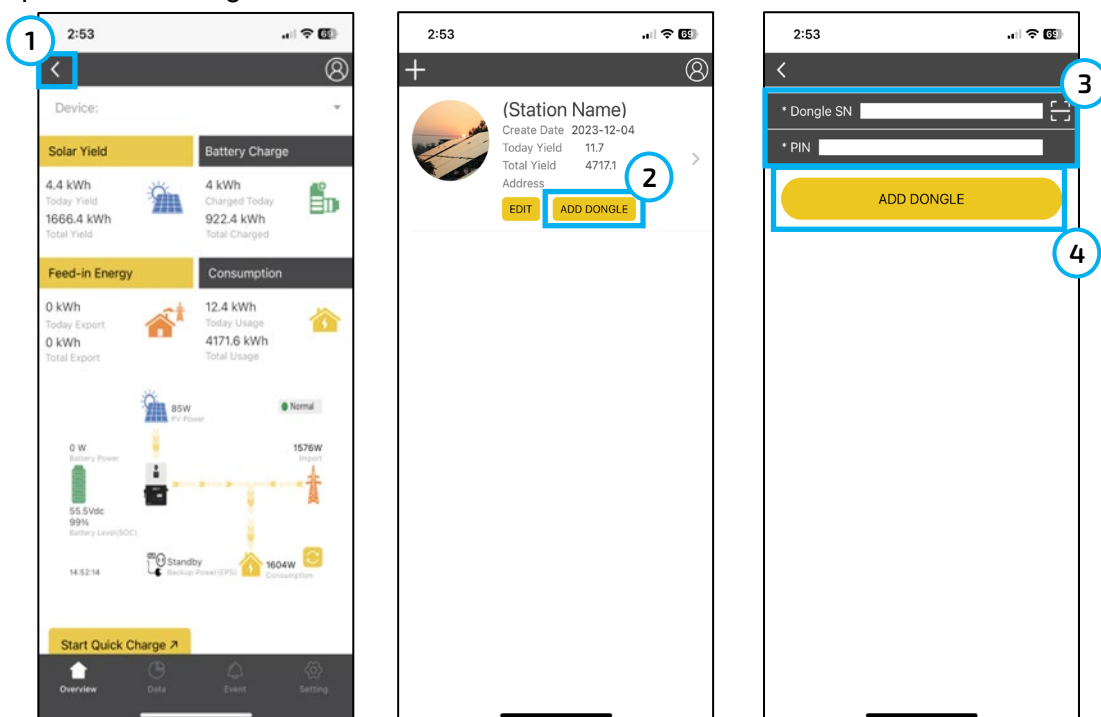 1
2:53
69
Device:
Solar Yield
Battery Charge
4.4 kWh
Today Yield
1666.4 kWh
Total Yield
4 kWh
Charged Today
922.4 kWh
Total Charged
Feed-in Energy
Consumption
0 kWh
Today Export
0 kWh
Total Export
12.4 kWh
Today Usage
4171.6 kWh
Total Usage
85W
PV Power
Normal
0 W
Battery Power
1576W
Import
55.5Vdc
99%
Battery Level(SOC)
Standby
Backup Power(EPS)
1604W
Consumption
14:52:14
Start Quick Charge ↗
Overview
Data
Event
Setting
2:53
69
+
(Station Name)
Create Date 2023-12-04
Today Yield 11.7
Total Yield 4717.1
Address
2
EDIT
ADD DONGLE
2:53
69
3
* Dongle SN
* PIN
ADD DONGLE
4